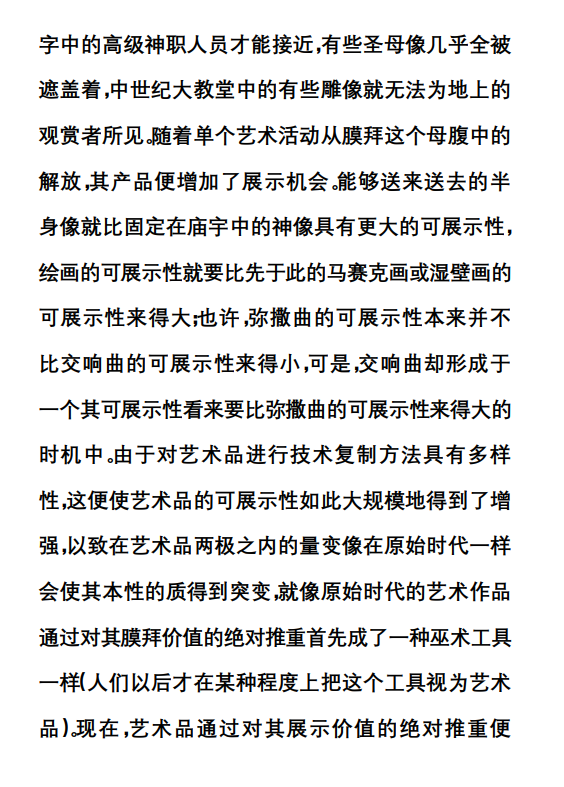 字中的高级神职人员才能接近,有些圣母像几乎全被
遮盖着,中世纪大教堂中的有些雕像就无法为地上的
观赏者所见。随着单个艺术活动从膜拜这个母腹中的
解放,其产品便增加了展示机会。能够送来送去的半
身像就比固定在庙宇中的神像具有更大的可展示性,
绘画的可展示性就要比先于此的马赛克画或湿壁画的
可展示性来得大;也许,弥撒曲的可展示性本来并不
比交响曲的可展示性来得小,可是,交响曲却形成于
一个其可展示性看来要比弥撒曲的可展示性来得大的
时机中。由于对艺术品进行技术复制方法具有多样
性,这便使艺术品的可展示性如此大规模地得到了增
强,以致在艺术品两极之内的量变像在原始时代一样
会使其本性的质得到突变,就像原始时代的艺术作品
通过对其膜拜价值的绝对推重首先成了一种巫术工具
一样(人们以后才在某种程度上把这个工具视为艺术
品)。现在,艺术品通过对其展示价值的绝对推重便